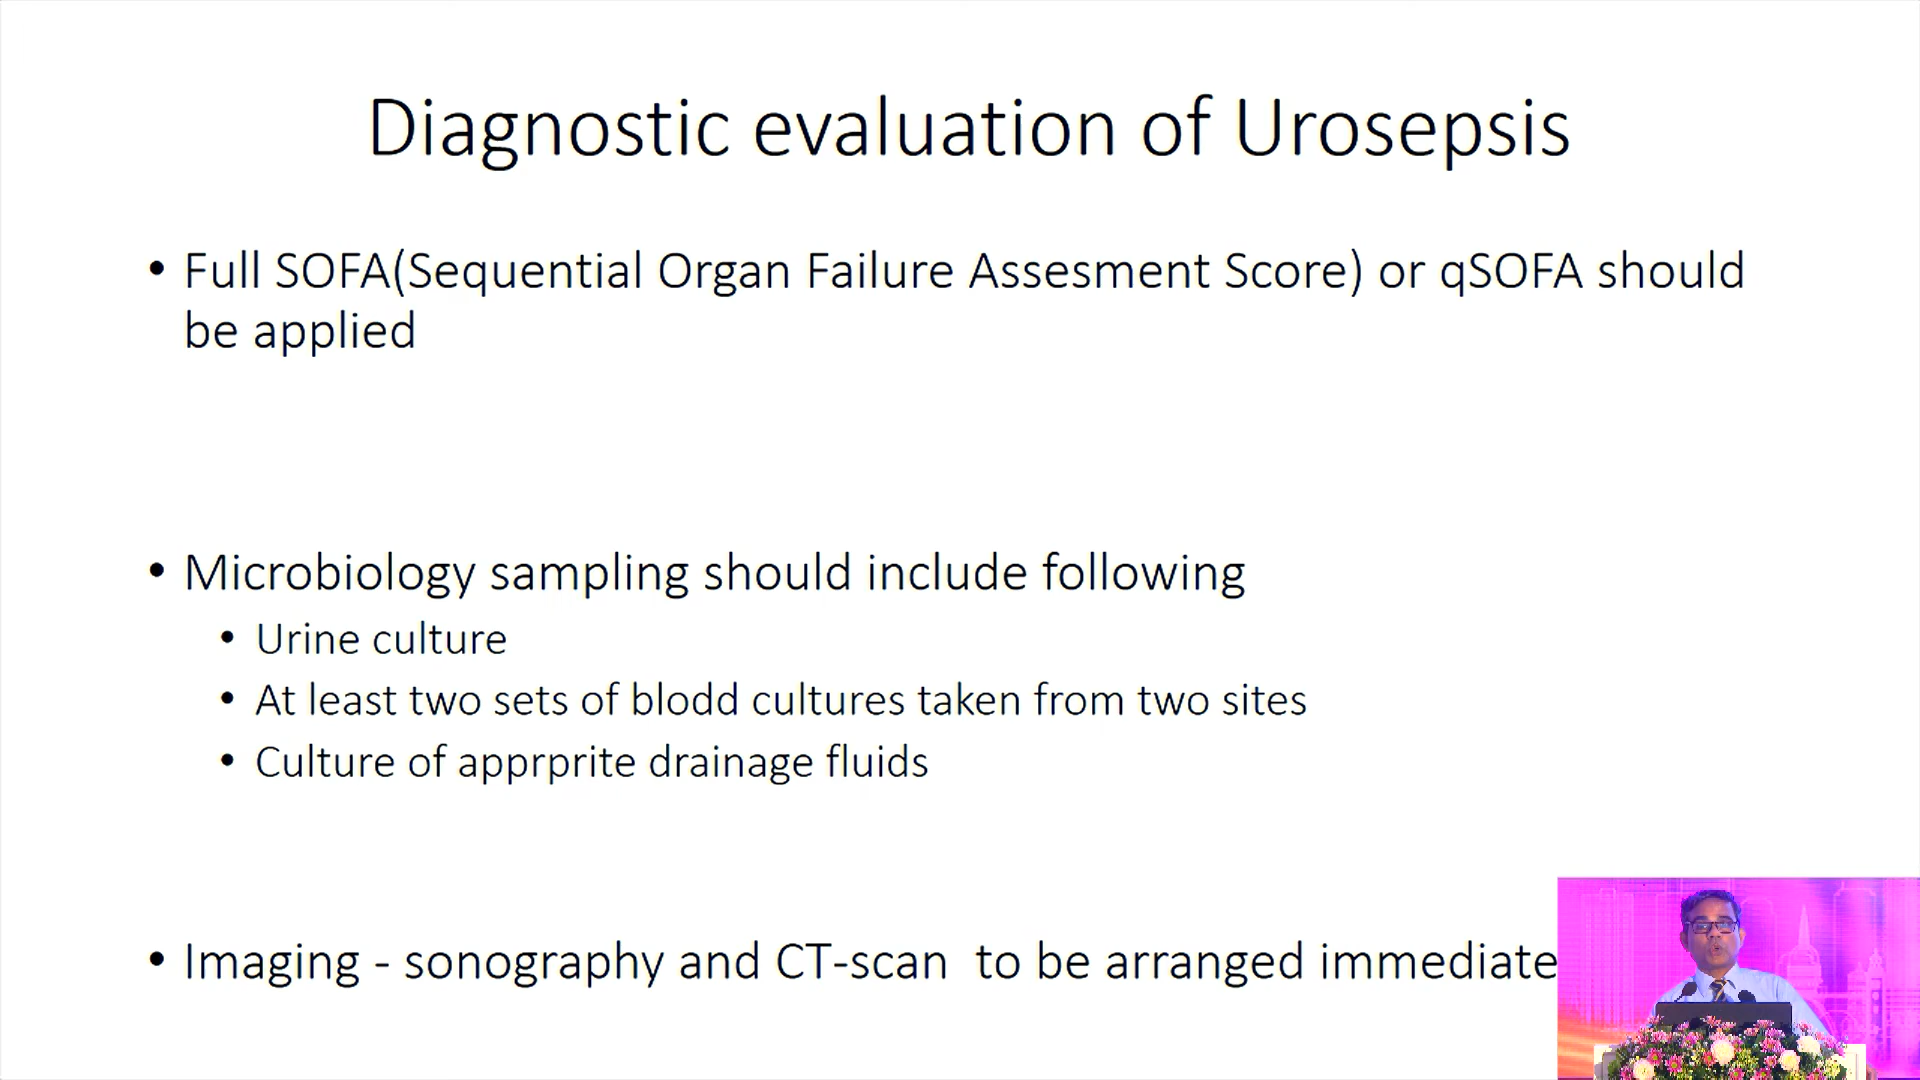 Diagnostic evaluation of Urosepsis
• Full SOFA(Sequential Organ Failure Assesment Score) or qSOFA should
be applied
• Microbiology sampling should include following
• Urine culture
• At least two sets of blodd cultures taken from two sites
• Culture of apprprite drainage fluids
• Imaging - sonography and CT-scan to be arranged immediate